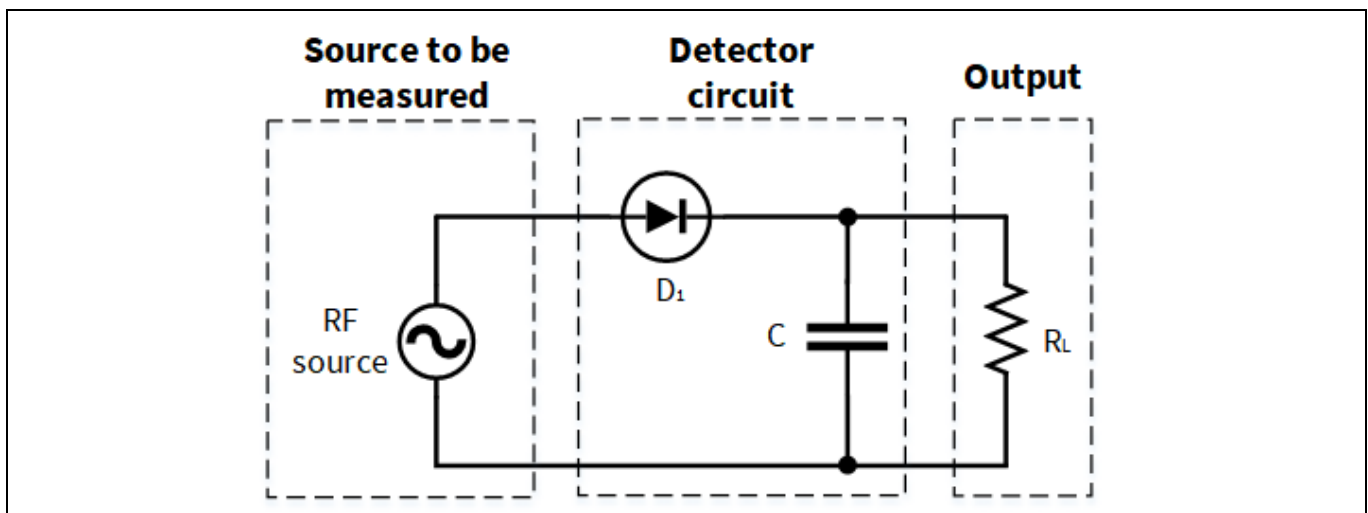 Source to be
measured
Detector
circuit
Output
RF
source
D₁
C
RL